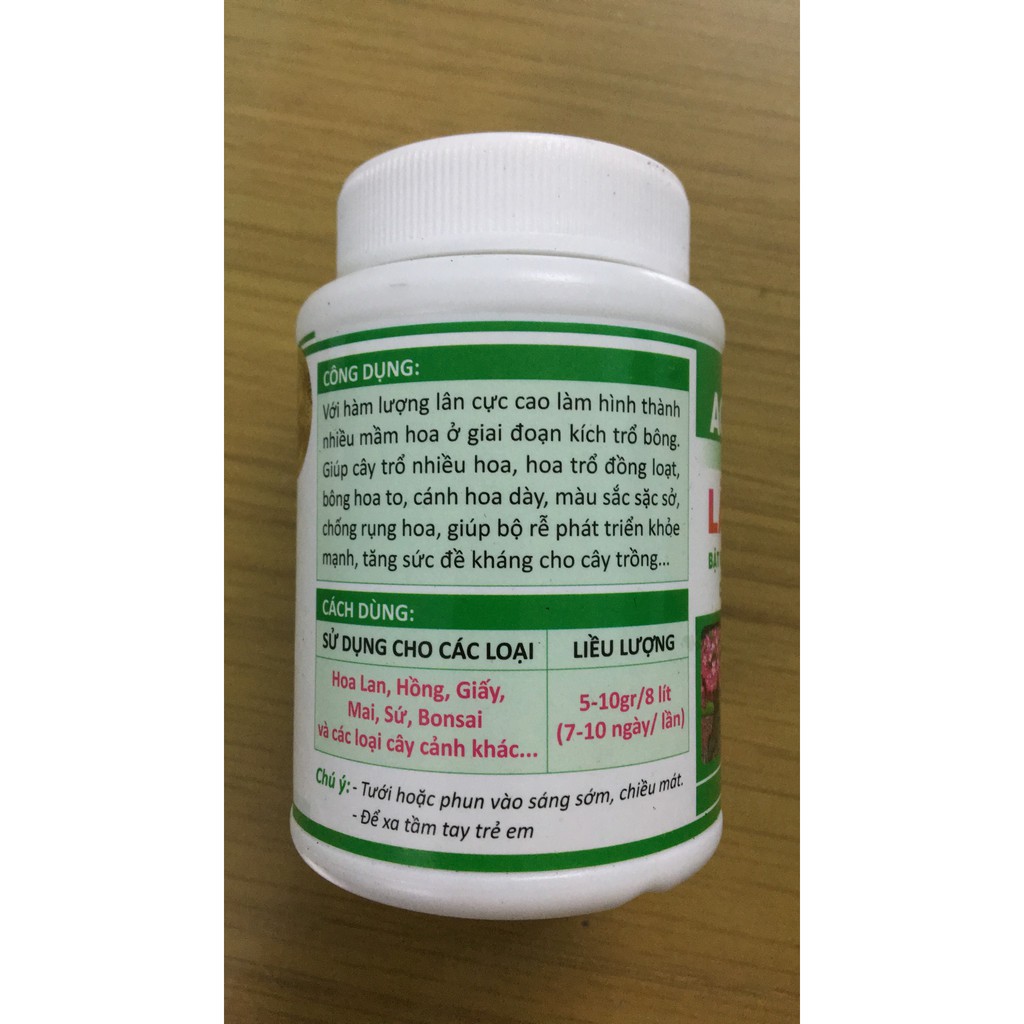 CÔNG DỤNG:
Với hàm lượng lân cực cao làm hình thành
nhiều mầm hoa ở giai đoạn kích trổ bông.
Giúp cây trổ nhiều hoa, hoa trổ đồng loạt,
bông hoa to, cánh hoa dày, màu sắc sặc sở,
chống rụng hoa, giúp bộ rễ phát triển khỏe
mạnh, tăng sức đề kháng cho cây trồng...
CÁCH DÙNG:
SỬ DỤNG CHO CÁC LOẠI
LIỀU LƯỢNG
Hoa Lan, Hồng, Giấy,
Mai, Sứ, Bonsai
và các loại cây cảnh khác...
5-10gr/8 lít
(7-10 ngày/ lần)
Chú ý: - Tưới hoặc phun vào sáng sớm, chiều mát.
- Để xa tầm tay trẻ em